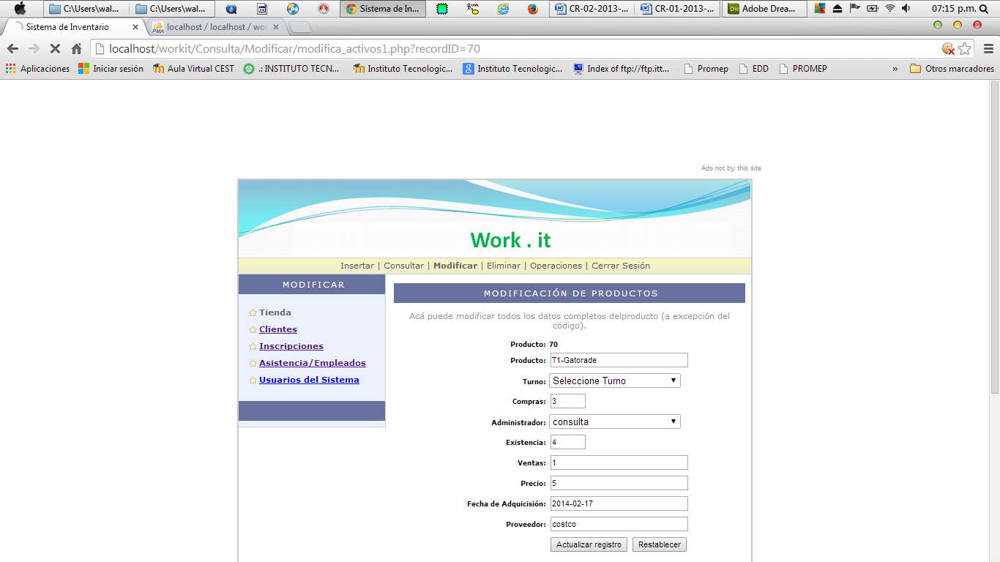 C:\Users\wal...
C:\Users\wal...
Sistema de In...
UML
CR-02-2013-...
CR-01-2013-...
Dw Adobe Drea...
07:15 p.m.
Sistema de Inventario
PMA localhost / localhost / wor
localhost/workit/Consulta/Modificar/modifica_activos1.php?recordID=70
Aplicaciones
Iniciar sesión
Aula Virtual CEST
.: INSTITUTO TECN...
Instituto Tecnologic...
Instituto Tecnologic...
Index of ftp://ftp.itt...
Promep
EDD
PROMEP
»
Otros marcadores
Ads not by this site
Work . it
Insertar | Consultar | Modificar | Eliminar | Operaciones | Cerrar Sesión
MODIFICAR
Tienda
Clientes
Inscripciones
Asistencia/Empleados
Usuarios del Sistema
MODIFICACIÓN DE PRODUCTOS
Acá puede modificar todos los datos completos delproducto (a excepción del
código).
Producto: 70
Producto: T1-Gatorade
Turno: Seleccione Turno
Compras: 3
Administrador: consulta
Existencia: 4
Ventas: 1
Precio: 5
Fecha de Adquicisión: 2014-02-17
Proveedor: costco
Actualizar registro Restablecer